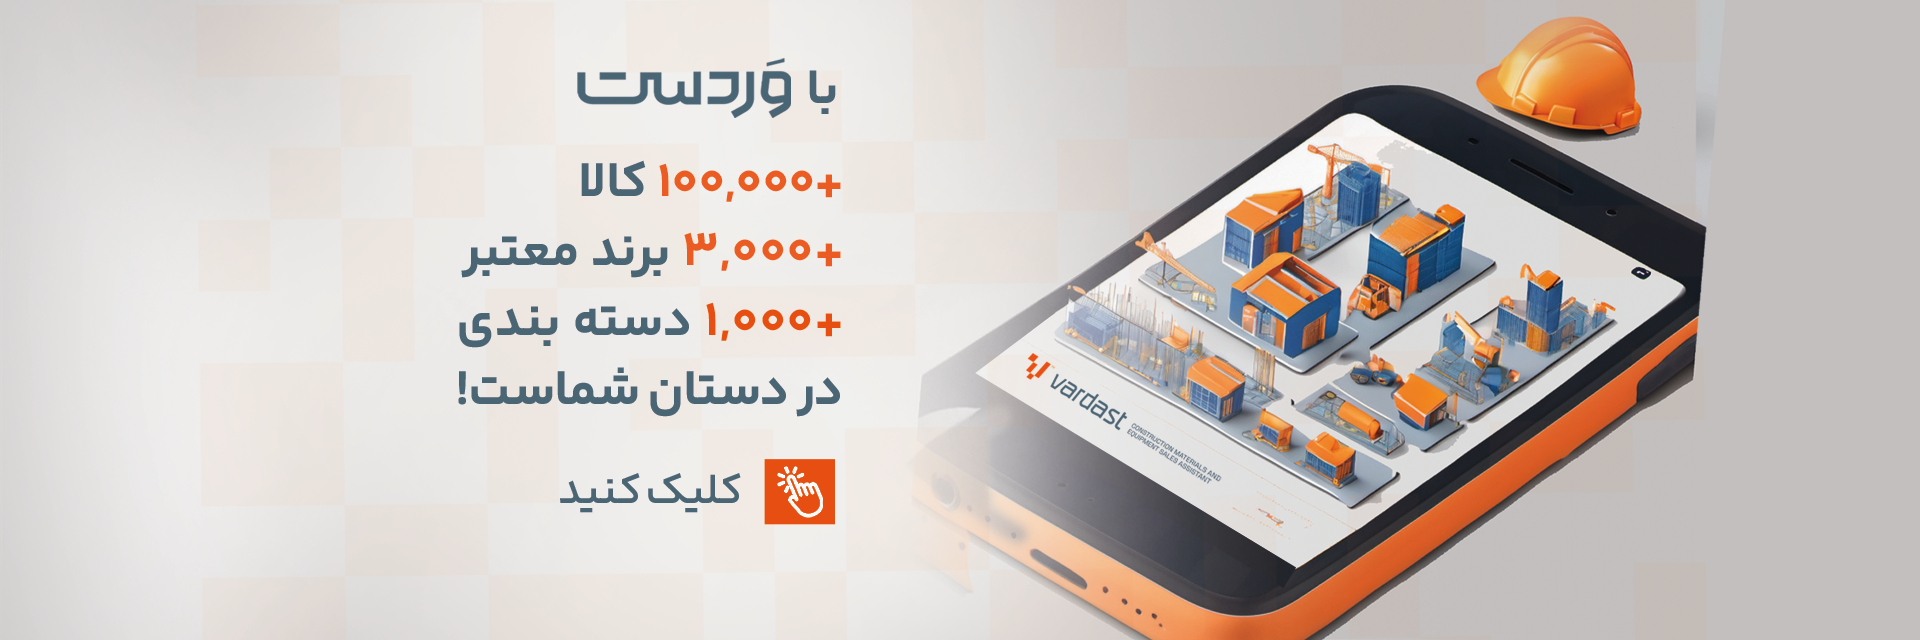 با وَردست
+۱۰۰,۰۰۰ کالا
+۳,۰۰۰ برند معتبر
+۱,۰۰۰ دسته بندی
در دستان شماست!
کلیک کنید
vardast
CONSTRUCTION MATERIALS AND
EQUIPMENT SALES ASSISTANT